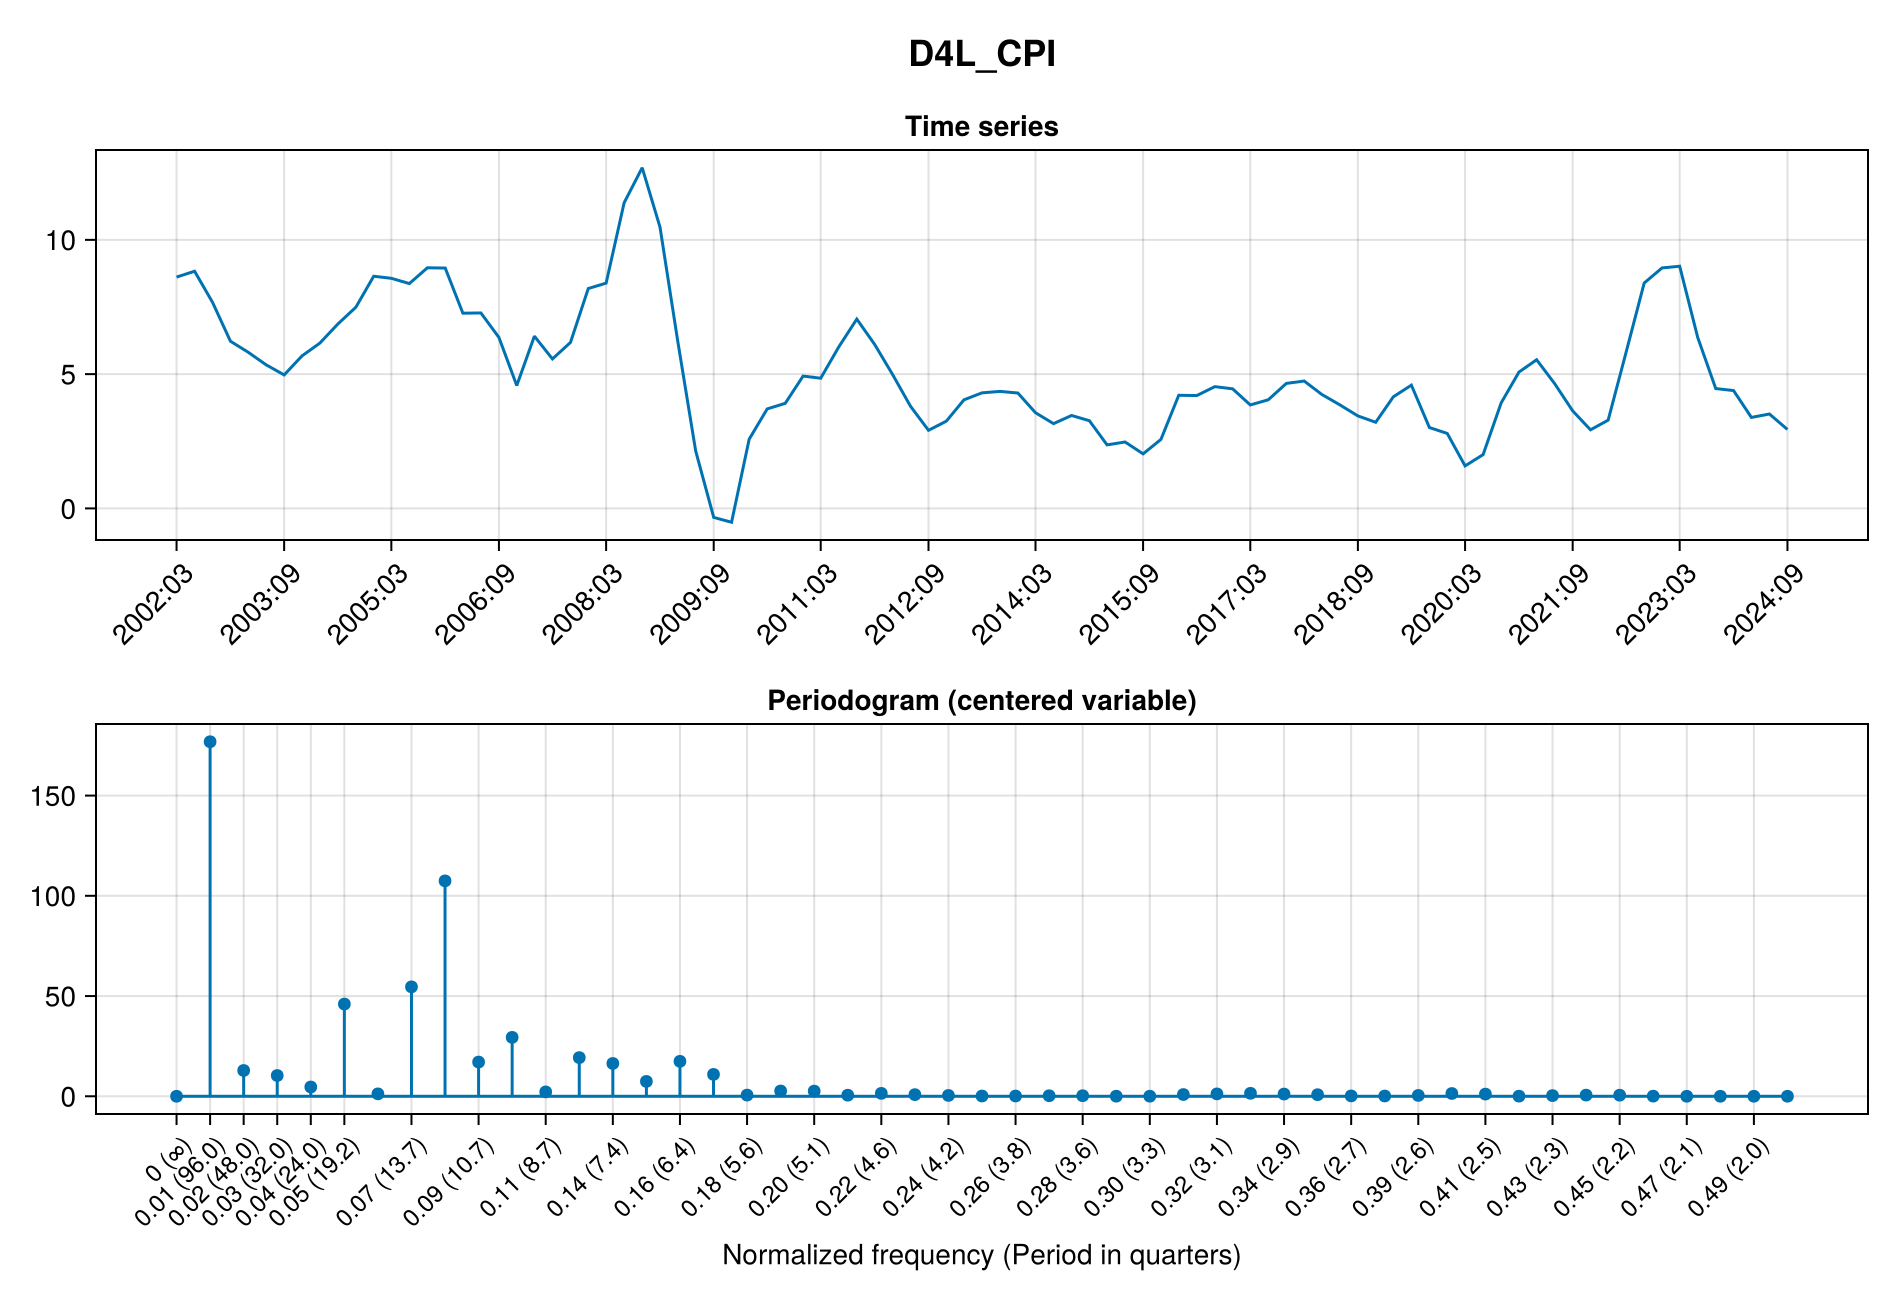 D4L_CPI
Time series
10
5
0
2002:03 2003:09 2005:03 2006:09 2008:03 2009:09 2011:03 2012:09 2014:03 2015:09 2017:03 2018:09 2020:03 2021:09 2023:03 2024:09
Periodogram (centered variable)
150
100
50
0
0 (∞) 0.01 (96.0) 0.02 (48.0) 0.03 (32.0) 0.04 (24.0) 0.05 (19.2) 0.07 (13.7) 0.09 (10.7) 0.11 (8.7) 0.14 (7.4) 0.16 (6.4) 0.18 (5.6) 0.20 (5.1) 0.22 (4.6) 0.24 (4.2) 0.26 (3.8) 0.28 (3.6) 0.30 (3.3) 0.32 (3.1) 0.34 (2.9) 0.36 (2.7) 0.39 (2.6) 0.41 (2.5) 0.43 (2.3) 0.45 (2.2) 0.47 (2.1) 0.49 (2.0)
Normalized frequency (Period in quarters)